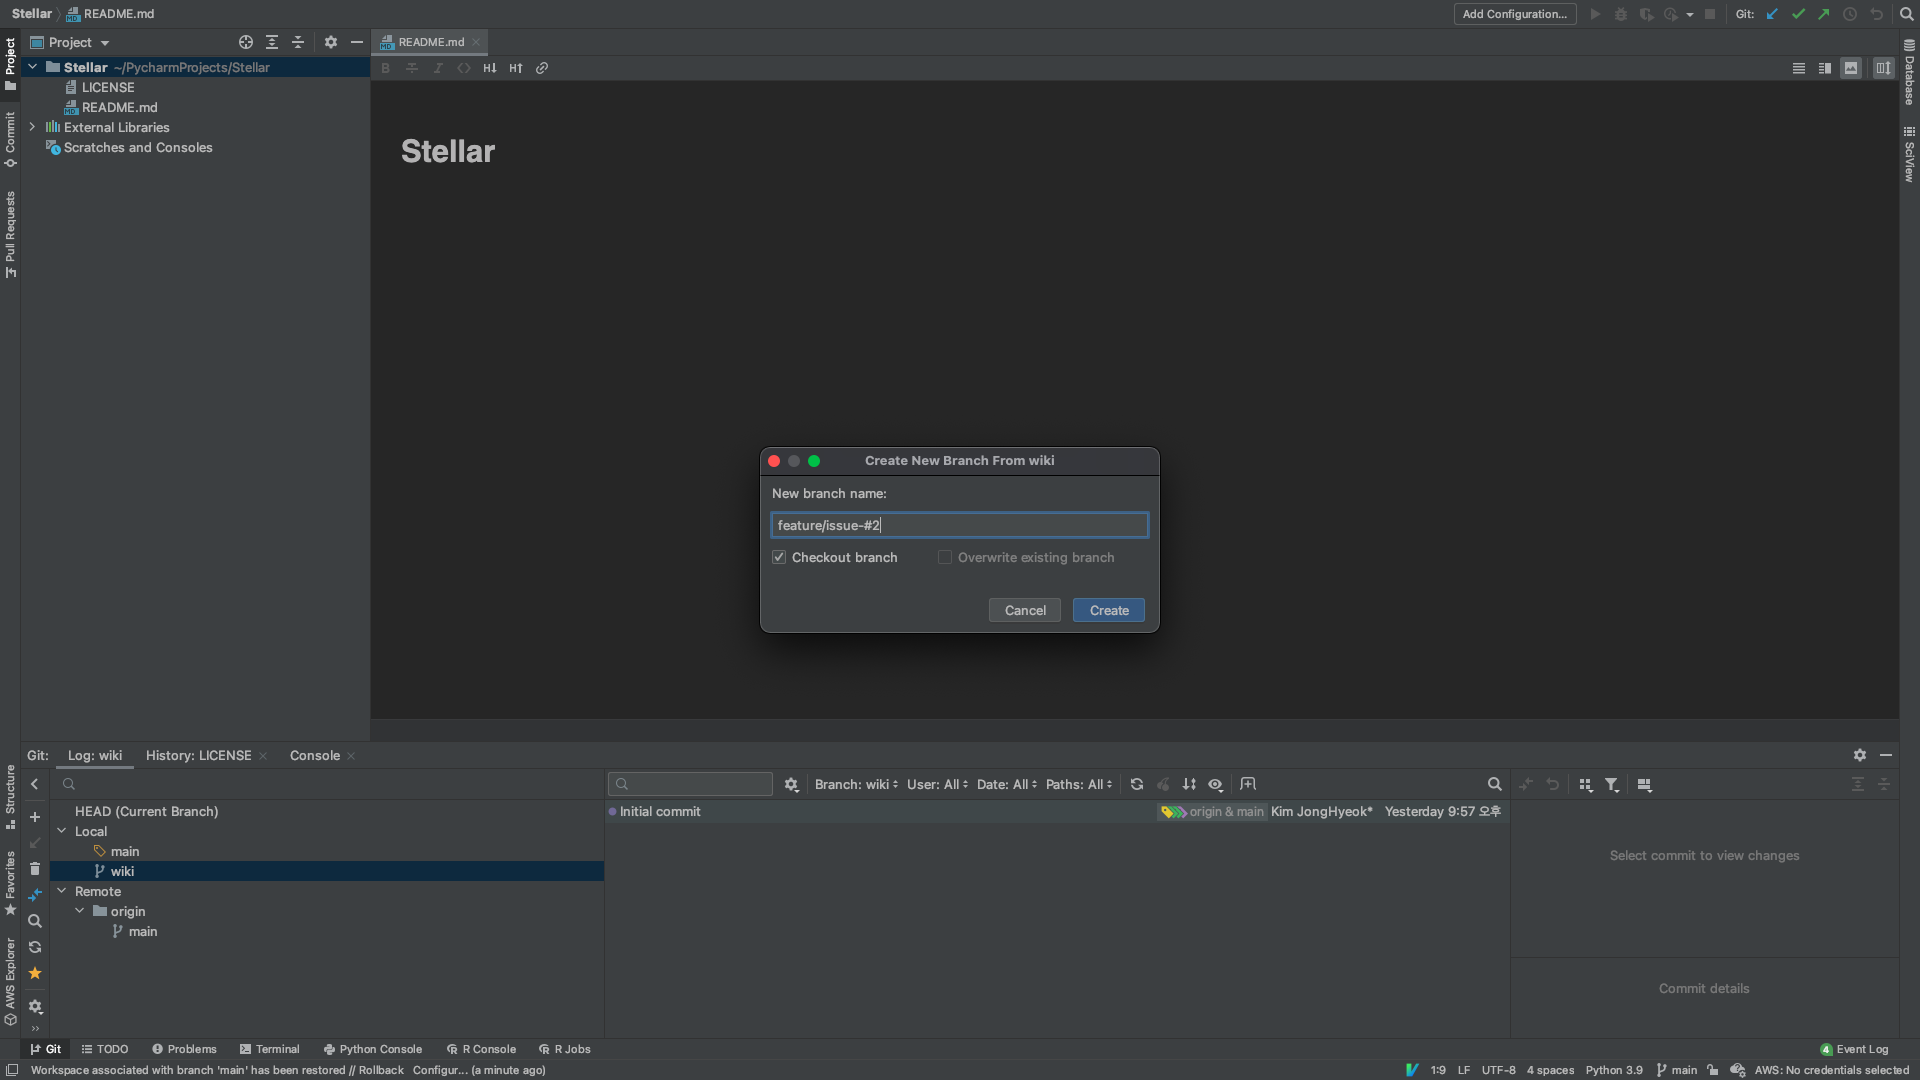 Stellar README.md
Add Configuration... Git:
Project
README.md
Stellar ~/PycharmProjects/Stellar
LICENSE
README.md
External Libraries
Scratches and Consoles
Project
Commit
Pull Requests
Structure
Favorites
AWS Explorer
B I <> H↓ H↑
Stellar
Database
SciView
Create New Branch From wiki
New branch name:
feature/issue-#2
Checkout branch Overwrite existing branch
Cancel Create
Git: Log: wiki History: LICENSE Console
Branch: wiki User: All Date: All Paths: All
HEAD (Current Branch)
Local
main
wiki
Remote
origin
main
Initial commit origin & main Kim JongHyeok* Yesterday 9:57 오후
Select commit to view changes
Commit details
Git TODO Problems Terminal Python Console R Console R Jobs 4 Event Log
Workspace associated with branch 'main' has been restored // Rollback Configur... (a minute ago) 1:9 LF UTF-8 4 spaces Python 3.9 main AWS: No credentials selected